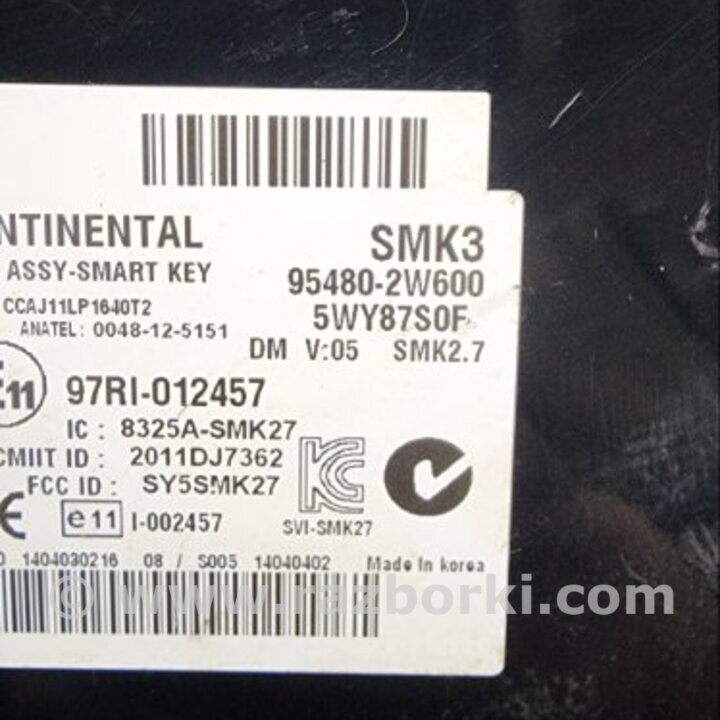 NTINENTAL SMK3
ASSY-SMART KEY 95480-2W600
CCAJ11LP1640T2 5WY87S0F
ANATEL: 0048-12-5151
DM V:05 SMK2.7
E11 97RI-012457
IC : 8325A-SMK27
CMIIT ID : 2011DJ7362
FCC ID : SY5SMK27
CE e11 I-002457 SVI-SMK27
1404030216 08 / S005 14040402 Made In korea
© www.razborki.com